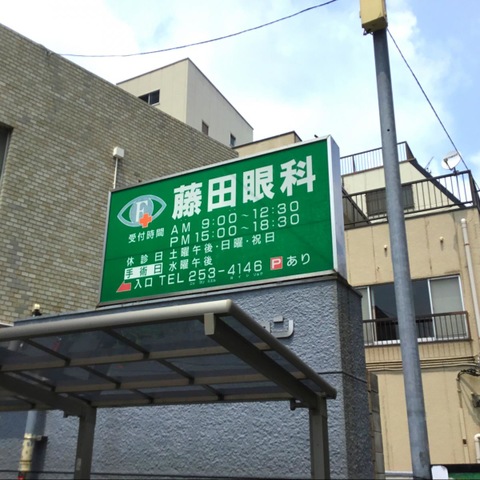 藤田眼科
F
受付時間
AM 9:00~12:30
PM 15:00~18:30
休診日 土曜午後・日曜・祝日
手術日 水曜午後
入口 TEL 253-4146 P あり